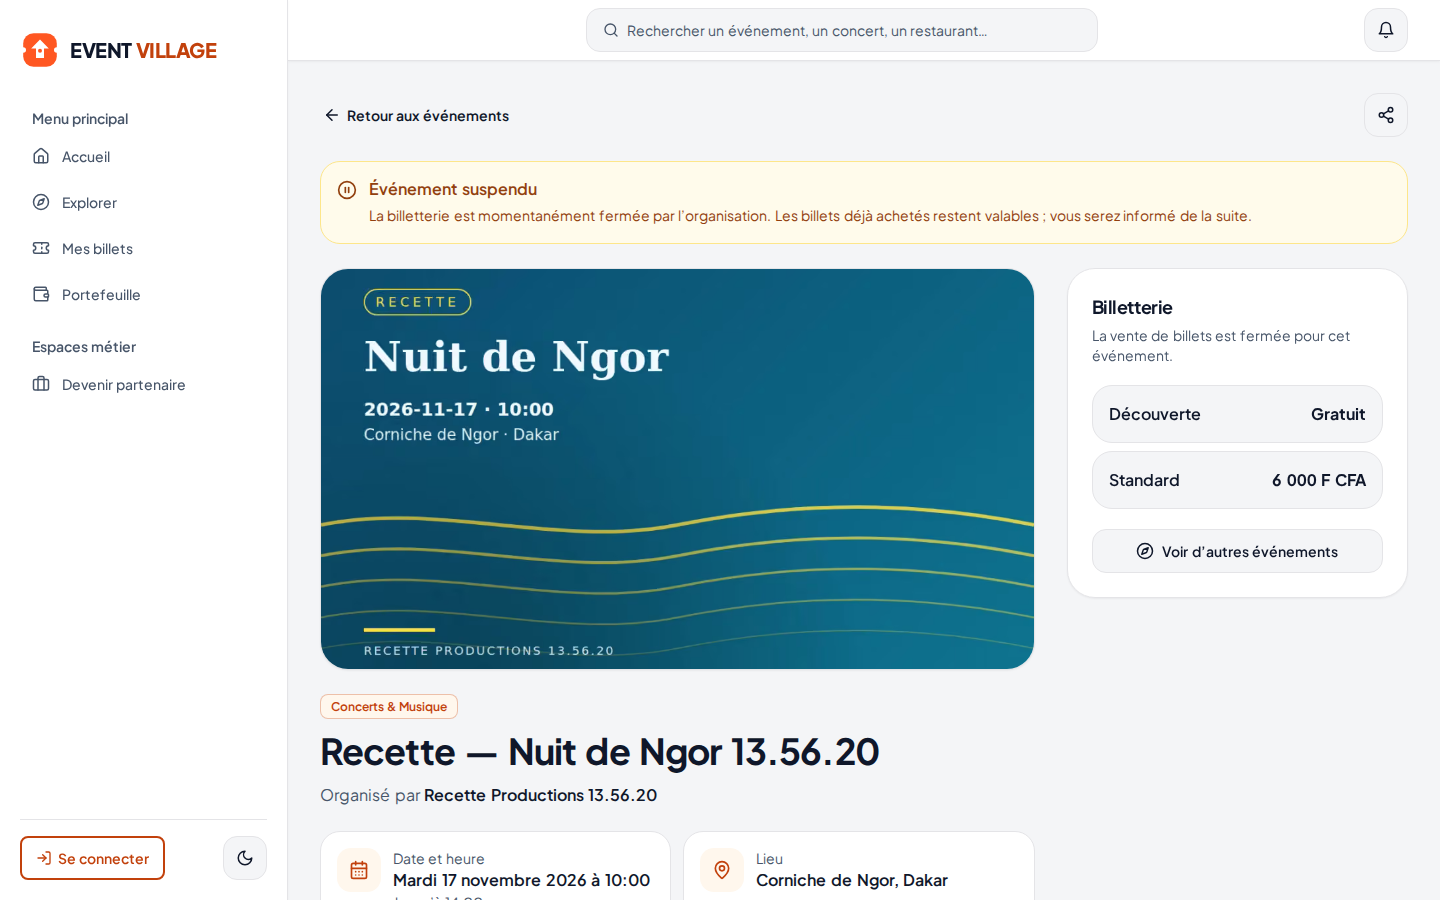 EVENT VILLAGE
Rechercher un événement, un concert, un restaurant…
Menu principal
Accueil
Explorer
Mes billets
Portefeuille
Espaces métier
Devenir partenaire
Se connecter
Retour aux événements
Événement suspendu
La billetterie est momentanément fermée par l’organisation. Les billets déjà achetés restent valables ; vous serez informé de la suite.
RECETTE
Nuit de Ngor
2026-11-17 · 10:00
Corniche de Ngor · Dakar
RECETTE PRODUCTIONS 13.56.20
Concerts & Musique
Recette — Nuit de Ngor 13.56.20
Organisé par Recette Productions 13.56.20
Date et heure
Mardi 17 novembre 2026 à 10:00
Lieu
Corniche de Ngor, Dakar
Billetterie
La vente de billets est fermée pour cet
événement.
Découverte Gratuit
Standard 6 000 F CFA
Voir d’autres événements